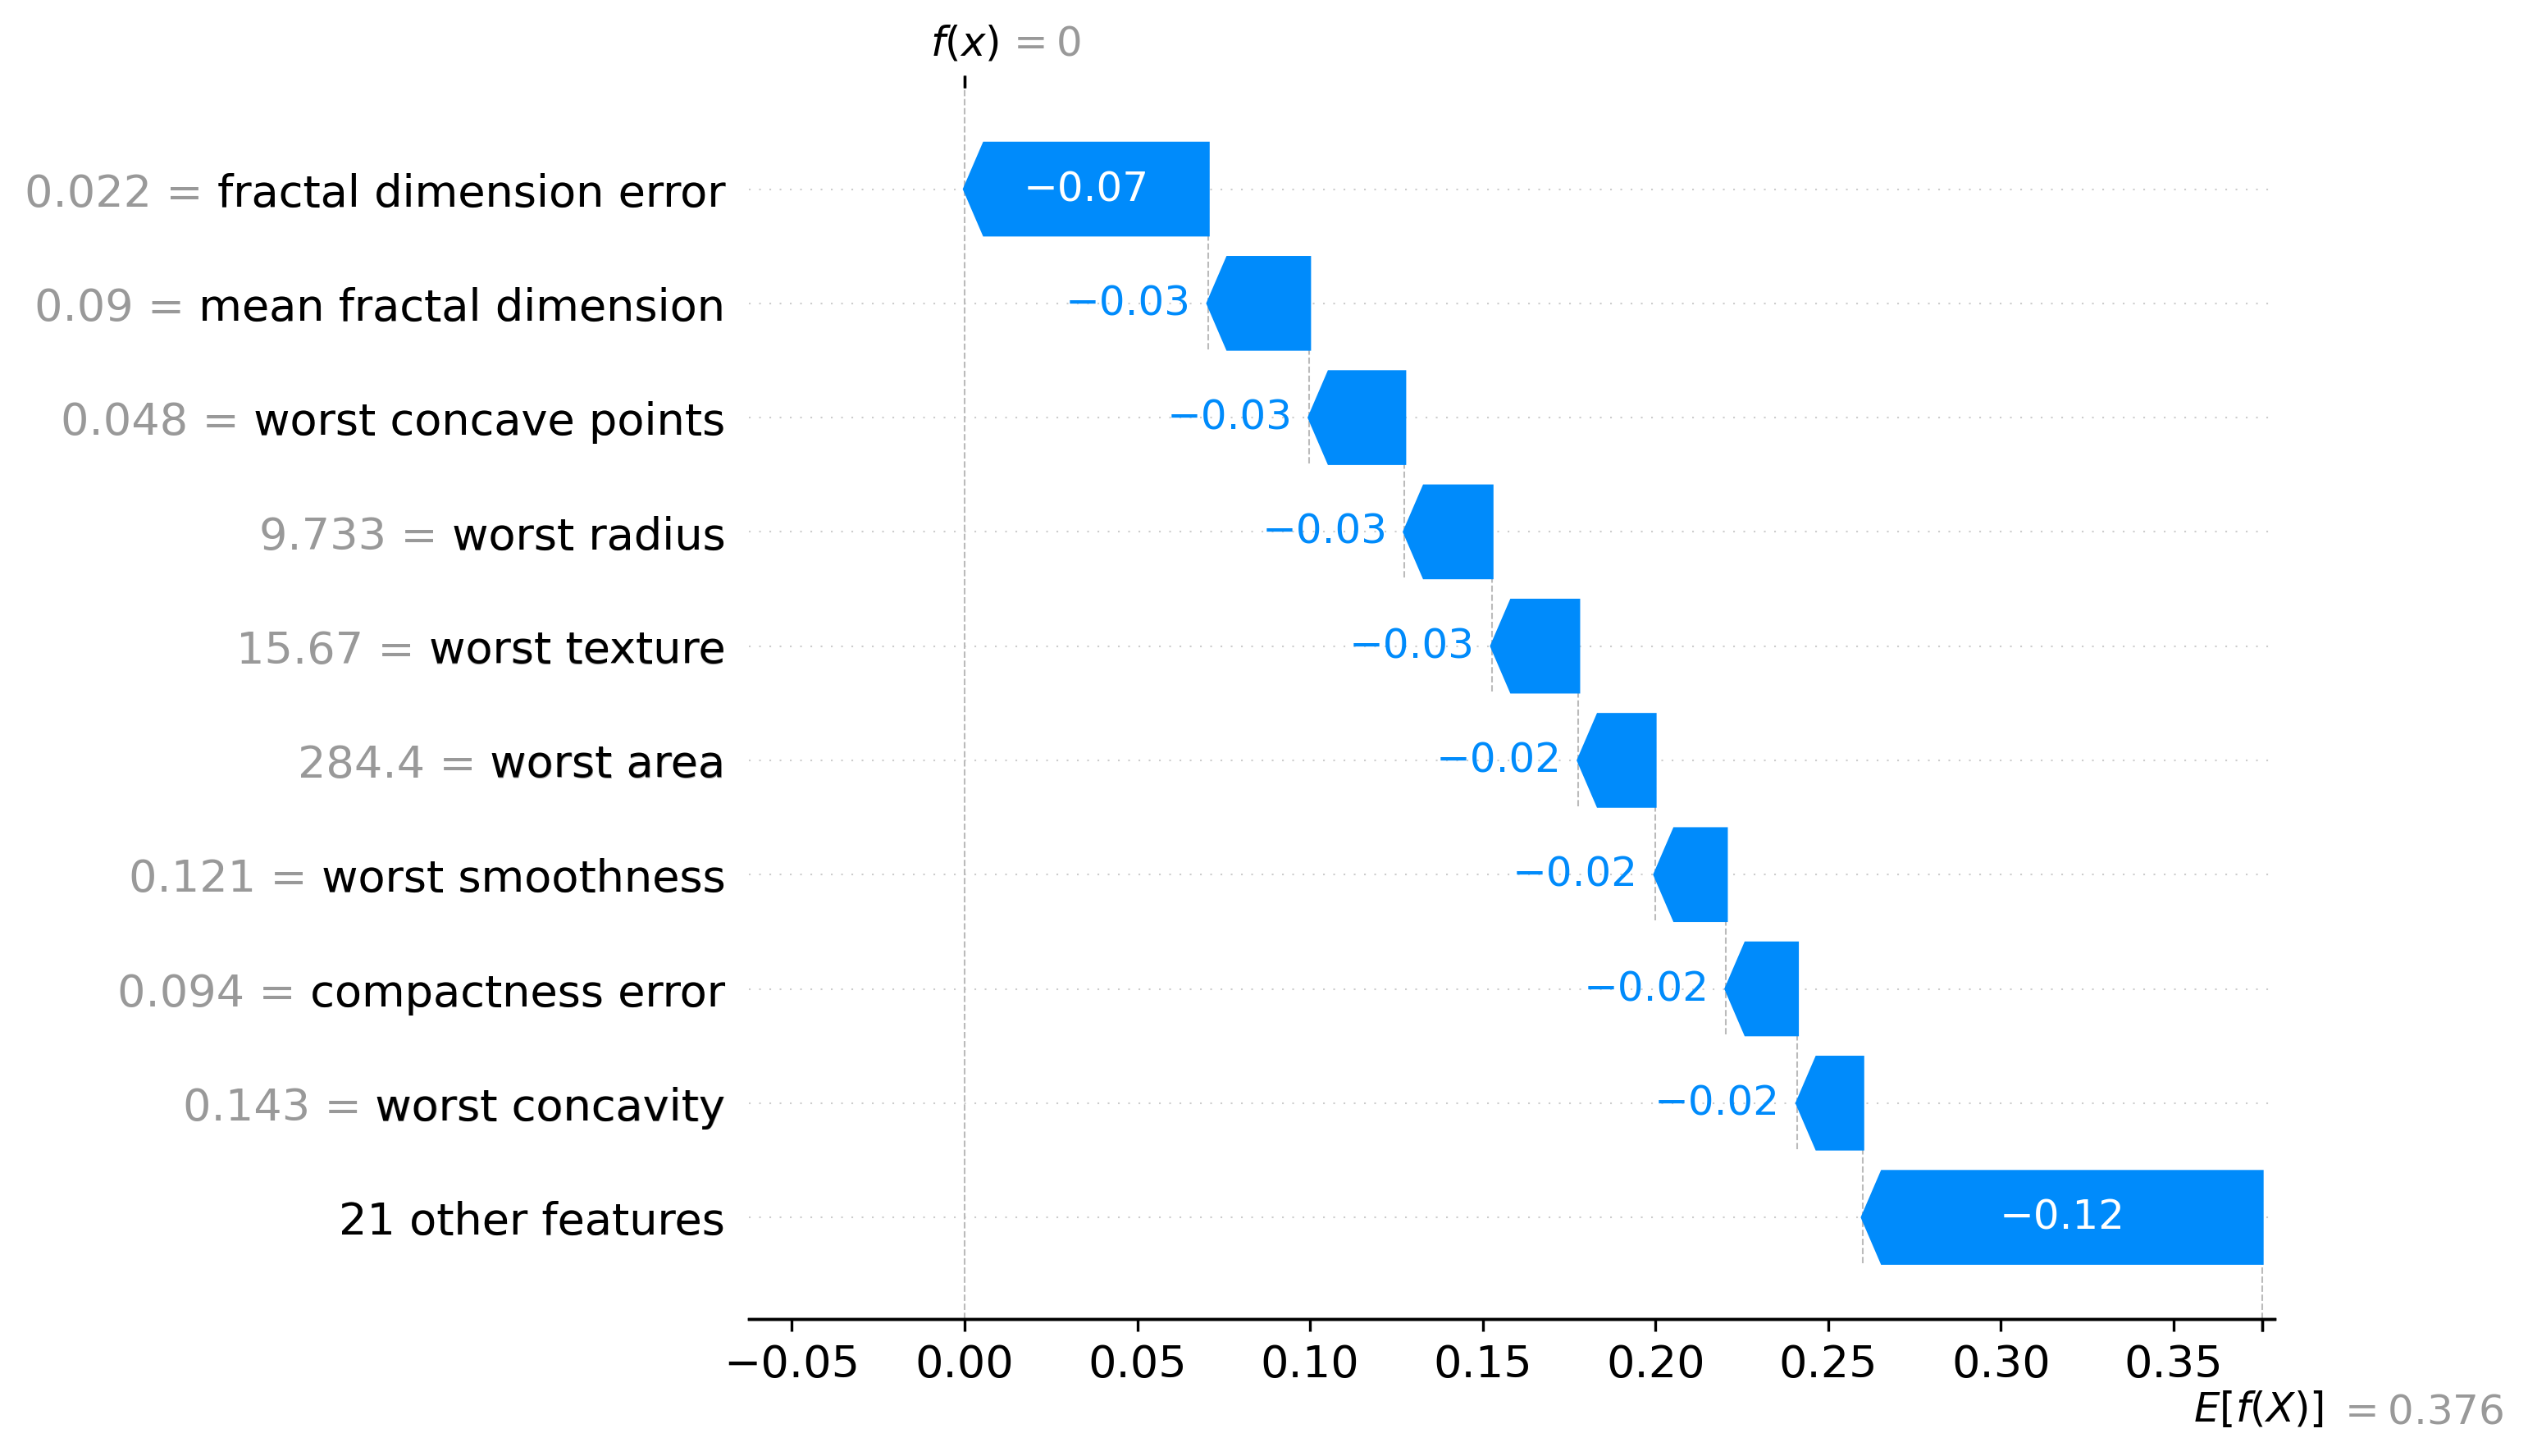 f(x) = 0
0.022 = fractal dimension error −0.07
0.09 = mean fractal dimension −0.03
0.048 = worst concave points −0.03
9.733 = worst radius −0.03
15.67 = worst texture −0.03
284.4 = worst area −0.02
0.121 = worst smoothness −0.02
0.094 = compactness error −0.02
0.143 = worst concavity −0.02
21 other features −0.12
−0.05 0.00 0.05 0.10 0.15 0.20 0.25 0.30 0.35
E[f(X)] = 0.376